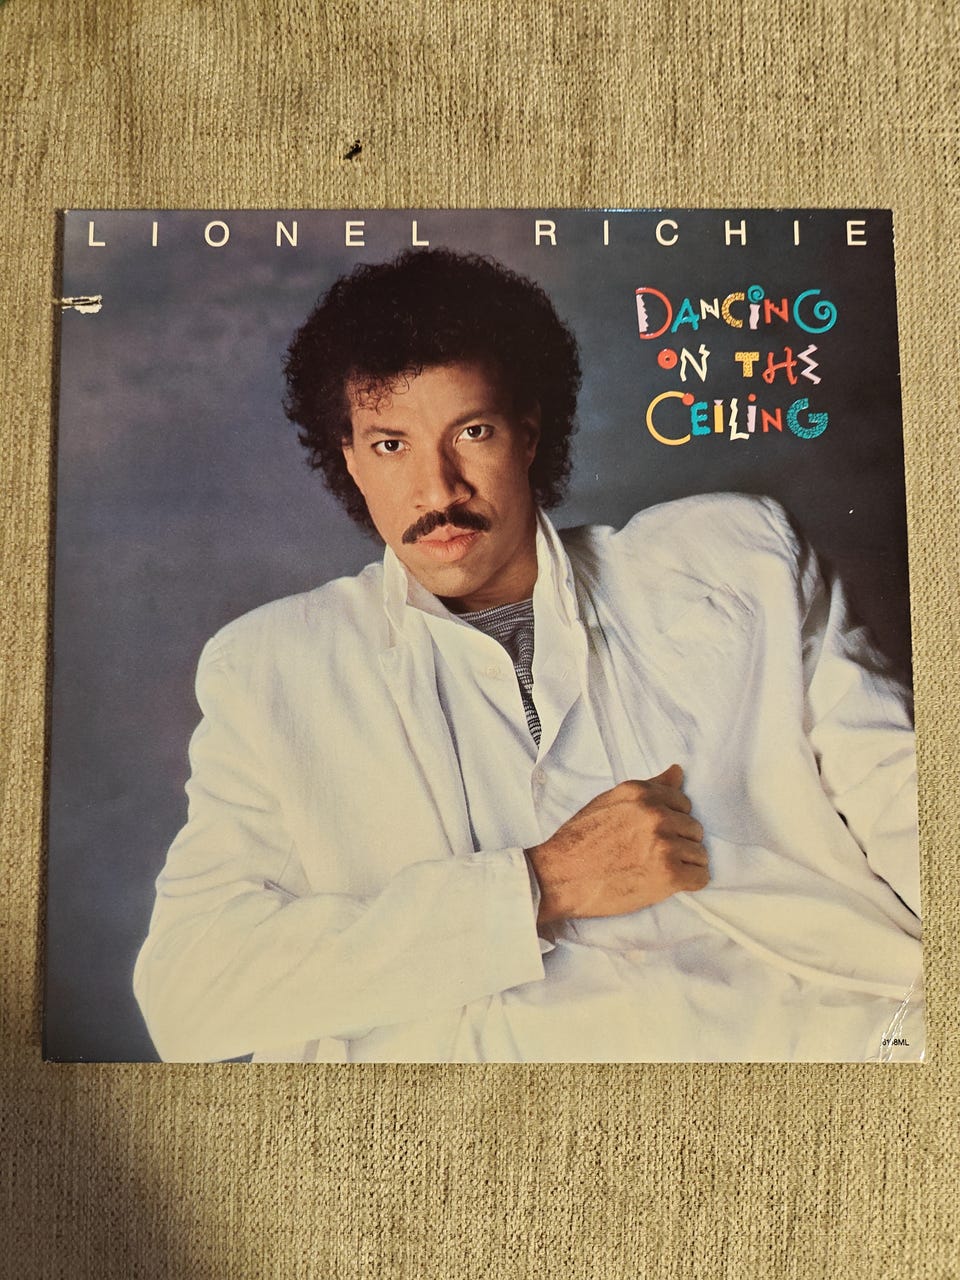 LIONEL RICHIE
DANCING
ON THE
CEILING